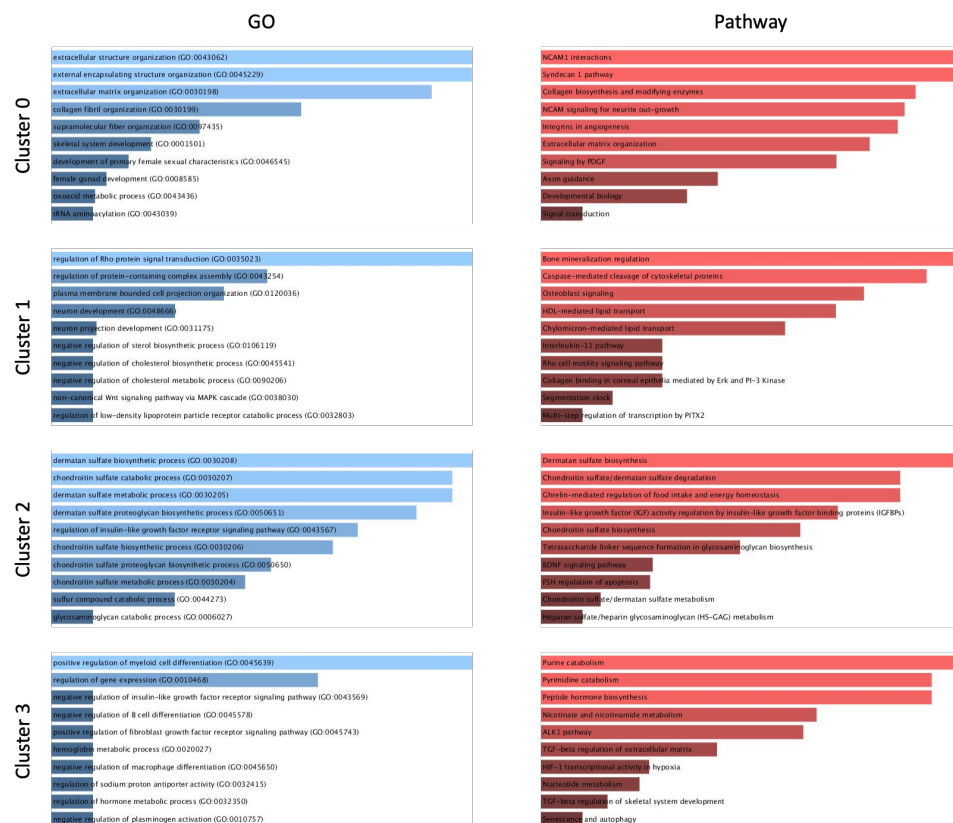 GO
Pathway
Cluster 0
extracellular structure organization (GO:0043062)
external encapsulating structure organization (GO:0045229)
extracellular matrix organization (GO:0030198)
collagen fibril organization (GO:0030199)
supramolecular fiber organization (GO:0097435)
skeletal system development (GO:0001501)
development of primary female sexual characteristics (GO:0046545)
female gonad development (GO:0008585)
oxoacid metabolic process (GO:0043436)
tRNA aminoacylation (GO:0043039)
NCAM1 interactions
Syndecan 1 pathway
Collagen biosynthesis and modifying enzymes
NCAM signaling for neurite out-growth
Integrins in angiogenesis
Extracellular matrix organization
Signaling by PDGF
Axon guidance
Developmental biology
Signal transduction
Cluster 1
regulation of Rho protein signal transduction (GO:0035023)
regulation of protein-containing complex assembly (GO:0043254)
plasma membrane bounded cell projection organization (GO:0120036)
neuron development (GO:0048666)
neuron projection development (GO:0031175)
negative regulation of sterol biosynthetic process (GO:0106119)
negative regulation of cholesterol biosynthetic process (GO:0045541)
negative regulation of cholesterol metabolic process (GO:0090206)
non-canonical Wnt signaling pathway via MAPK cascade (GO:0038030)
regulation of low-density lipoprotein particle receptor catabolic process (GO:0032803)
Bone mineralization regulation
Caspase-mediated cleavage of cytoskeletal proteins
Osteoblast signaling
HDL-mediated lipid transport
Chylomicron-mediated lipid transport
Interleukin-11 pathway
Rho cell motility signaling pathway
Collagen binding in corneal epithelia mediated by Erk and PI-3 Kinase
Segmentation clock
Multi-step regulation of transcription by PITX2
Cluster 2
dermatan sulfate biosynthetic process (GO:0030208)
chondroitin sulfate catabolic process (GO:0030207)
dermatan sulfate metabolic process (GO:0030205)
dermatan sulfate proteoglycan biosynthetic process (GO:0050651)
regulation of insulin-like growth factor receptor signaling pathway (GO:0043567)
chondroitin sulfate biosynthetic process (GO:0030206)
chondroitin sulfate proteoglycan biosynthetic process (GO:0050650)
chondroitin sulfate metabolic process (GO:0030204)
sulfur compound catabolic process (GO:0044273)
glycosaminoglycan catabolic process (GO:0006027)
Dermatan sulfate biosynthesis
Chondroitin sulfate/dermatan sulfate degradation
Ghrelin-mediated regulation of food intake and energy homeostasis
Insulin-like growth factor (IGF) activity regulation by insulin-like growth factor binding proteins (IGFBPs)
Chondroitin sulfate biosynthesis
Tetrasaccharide linker sequence formation in glycosaminoglycan biosynthesis
BDNF signaling pathway
FSH regulation of apoptosis
Chondroitin sulfate/dermatan sulfate metabolism
Heparan sulfate/heparin glycosaminoglycan (HS-GAG) metabolism
Cluster 3
positive regulation of myeloid cell differentiation (GO:0045639)
regulation of gene expression (GO:0010468)
negative regulation of insulin-like growth factor receptor signaling pathway (GO:0043569)
negative regulation of B cell differentiation (GO:0045578)
positive regulation of fibroblast growth factor receptor signaling pathway (GO:0045743)
hemoglobin metabolic process (GO:0020027)
negative regulation of macrophage differentiation (GO:0045650)
regulation of sodium:proton antiporter activity (GO:0032415)
regulation of hormone metabolic process (GO:0032350)
negative regulation of plasminogen activation (GO:0010757)
Purine catabolism
Pyrimidine catabolism
Peptide hormone biosynthesis
Nicotinate and nicotinamide metabolism
ALK1 pathway
TGF-beta regulation of extracellular matrix
HIF-1 transcriptional activity in hypoxia
Nucleotide metabolism
TGF-beta regulation of skeletal system development
Senescence and autophagy